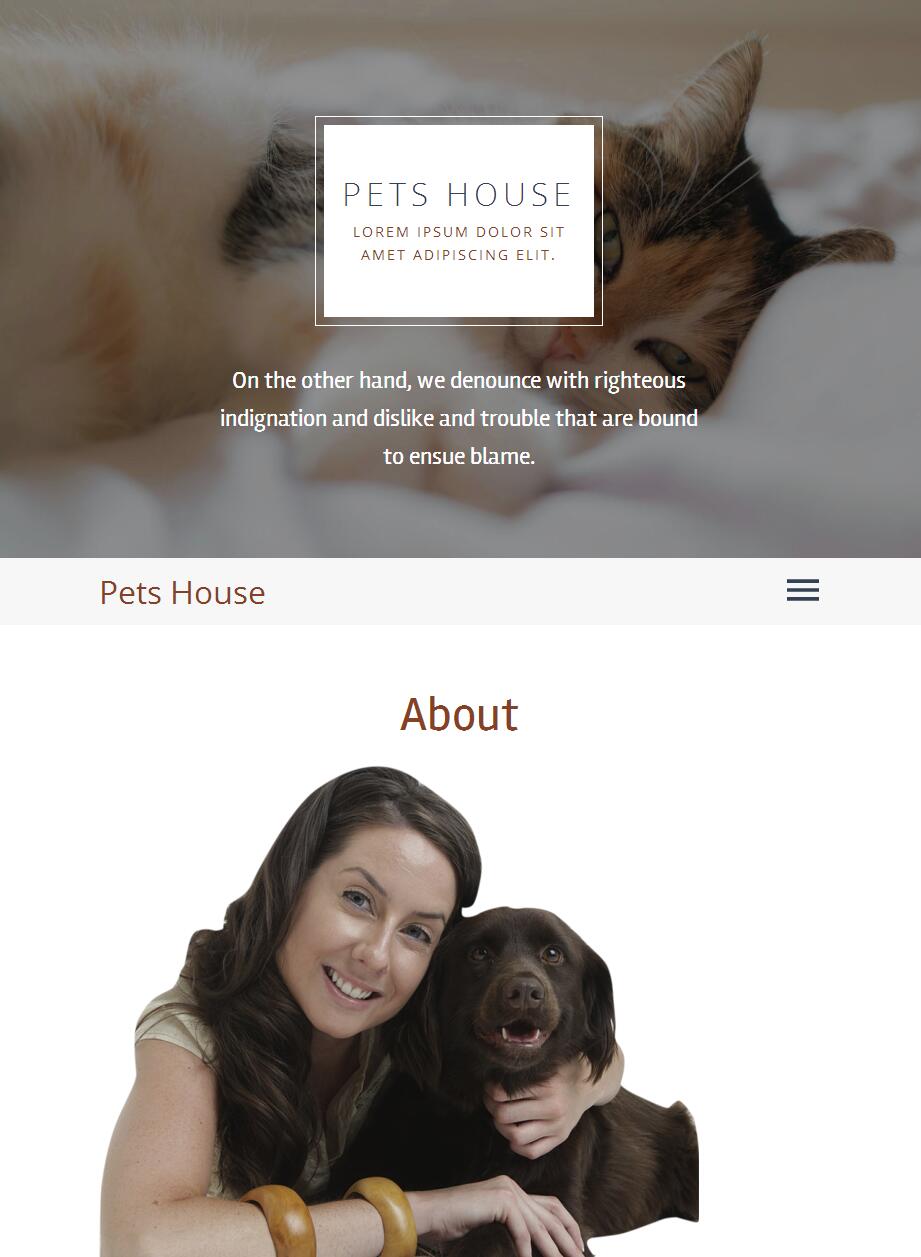 PETS HOUSE
LOREM IPSUM DOLOR SIT
AMET ADIPISCING ELIT.
On the other hand, we denounce with righteous
indignation and dislike and trouble that are bound
to ensue blame.
Pets House
About